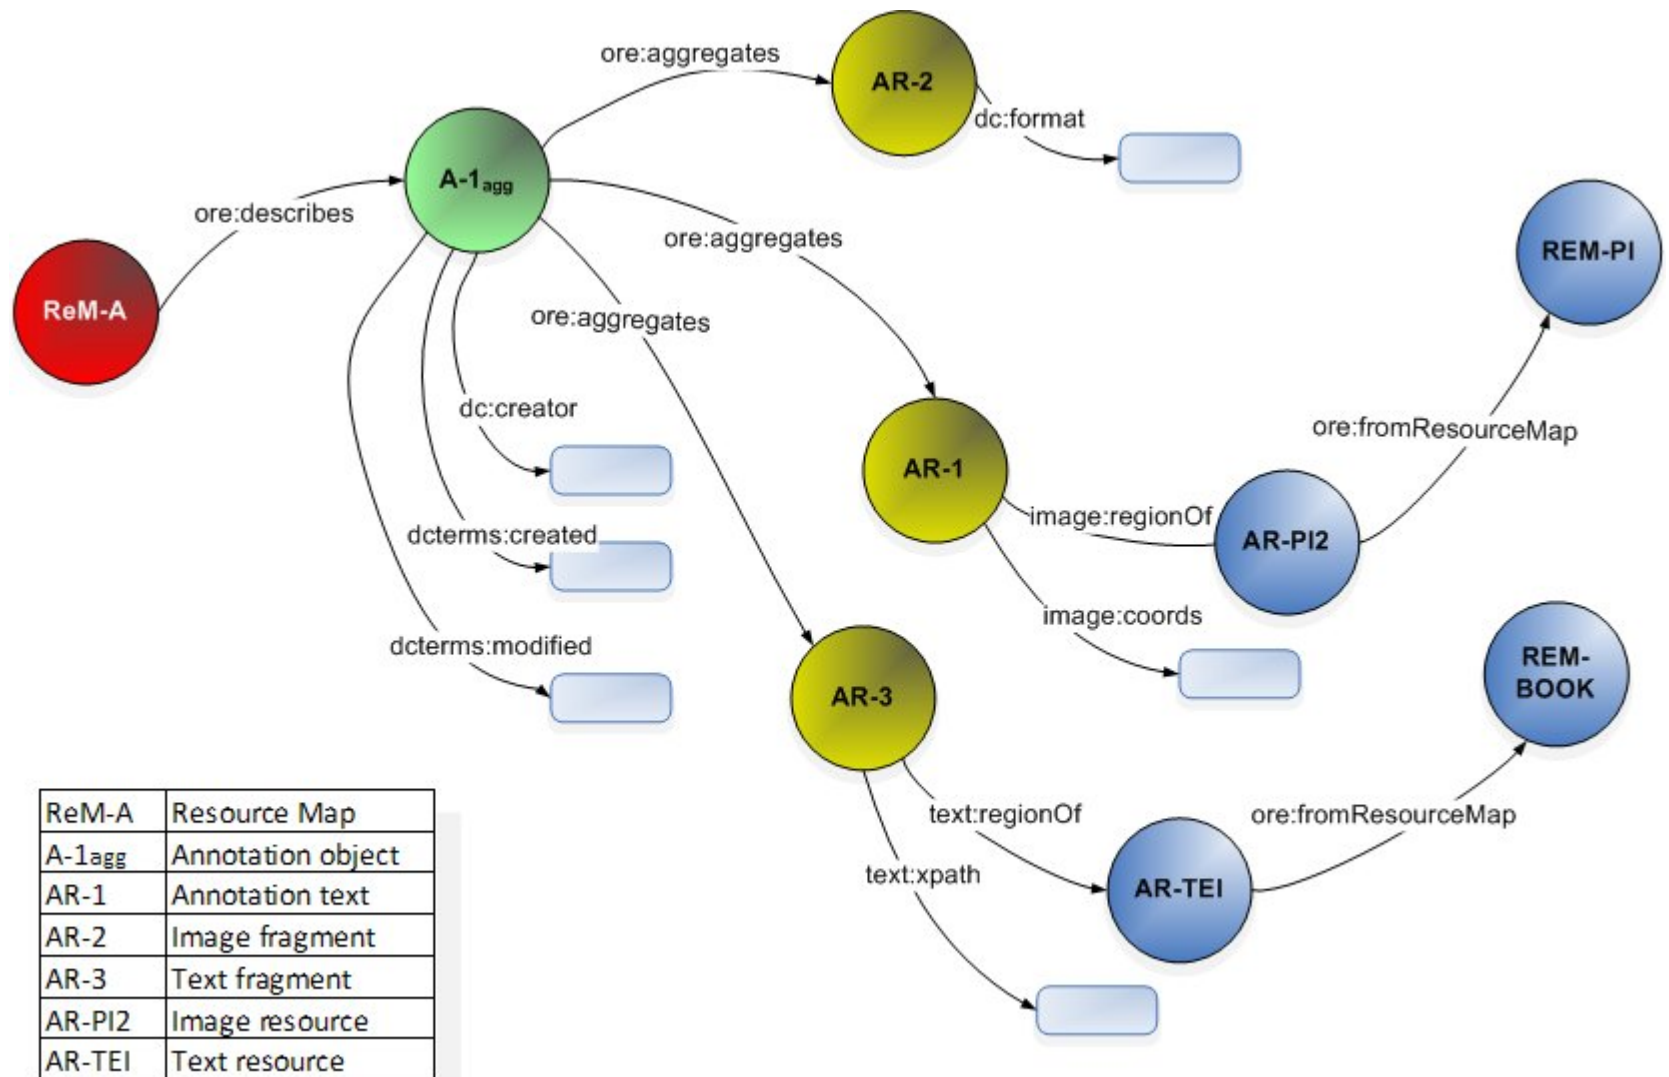 ore:aggregates
AR-2
dc:format
A-1agg
ore:describes
ore:aggregates
REM-PI
ReM-A
ore:aggregates
dc:creator
AR-1
ore:fromResourceMap
image:regionOf
AR-PI2
dcterms:created
image:coords
dcterms:modified
AR-3
REM-
BOOK
text:regionOf
ore:fromResourceMap
text:xpath
AR-TEI
ReM-A Resource Map
A-1agg Annotation object
AR-1 Annotation text
AR-2 Image fragment
AR-3 Text fragment
AR-PI2 Image resource
AR-TEI Text resource